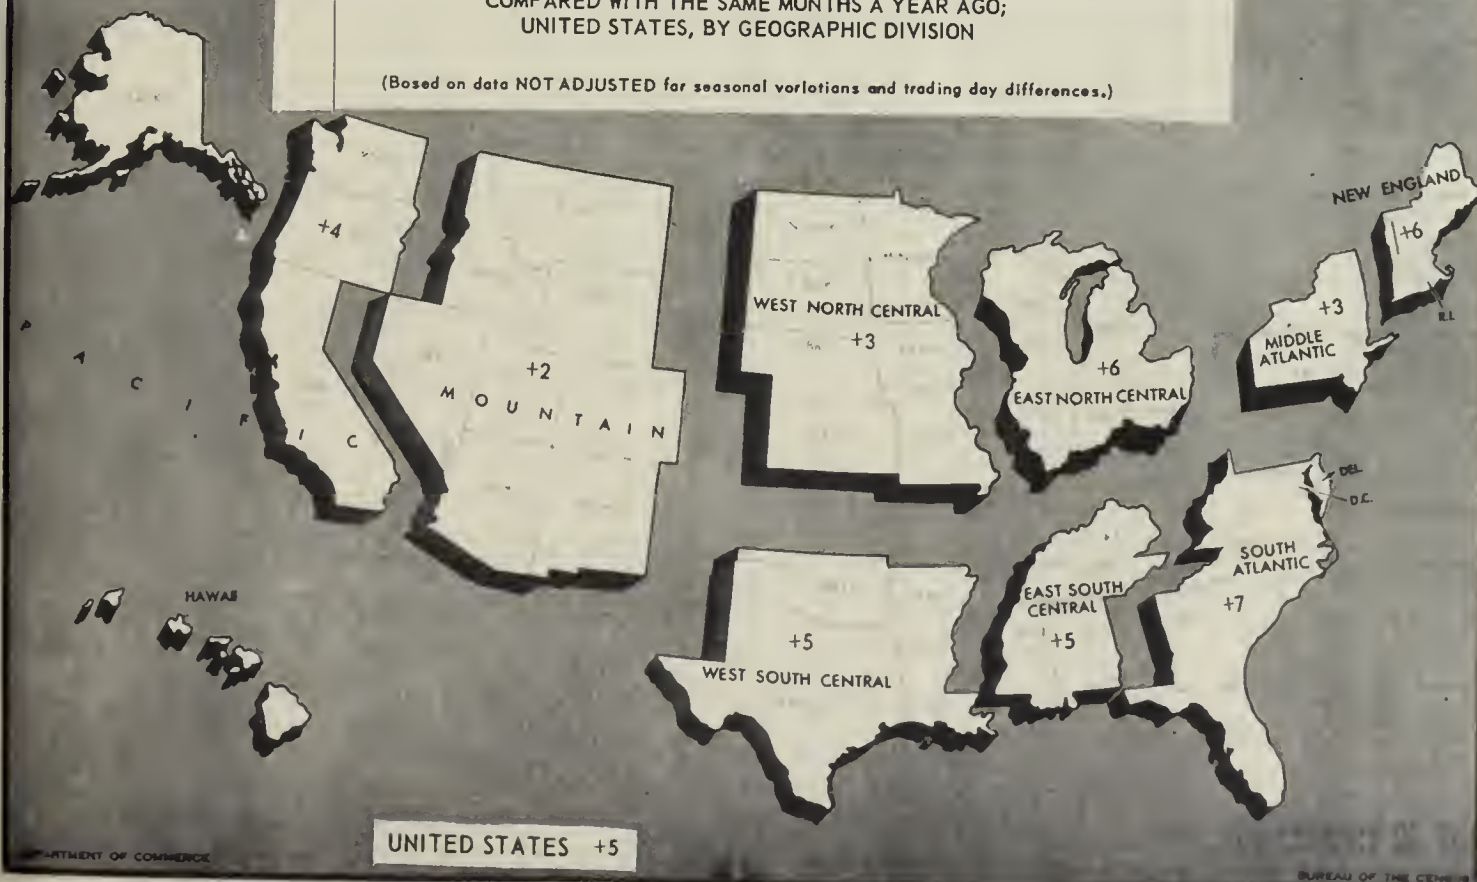 COMPARED WITH THE SAME MONTHS A YEAR AGO;
UNITED STATES, BY GEOGRAPHIC DIVISION
(Based on data NOT ADJUSTED for seasonal variations and trading day differences.)
NEW ENGLAND
+6
R.I.
+4
+3
MIDDLE
ATLANTIC
WEST NORTH CENTRAL
+3
+2
MOUNTAIN
+6
EAST NORTH CENTRAL
PACIFIC
DEL.
D.C.
SOUTH
ATLANTIC
+7
EAST SOUTH
CENTRAL
+5
HAWAII
+5
WEST SOUTH CENTRAL
UNITED STATES +5
DEPARTMENT OF COMMERCE
BUREAU OF THE CENSUS